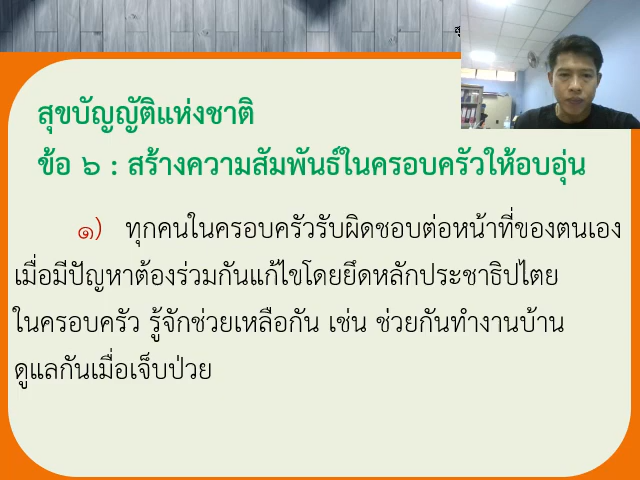 สุขบัญญัติแห่งชาติ
ข้อ ๖ : สร้างความสัมพันธ์ในครอบครัวให้อบอุ่น
๑) ทุกคนในครอบครัวรับผิดชอบต่อหน้าที่ของตนเอง
เมื่อมีปัญหาต้องร่วมกันแก้ไขโดยยึดหลักประชาธิปไตย
ในครอบครัว รู้จักช่วยเหลือกัน เช่น ช่วยกันทำงานบ้าน
ดูแลกันเมื่อเจ็บป่วย